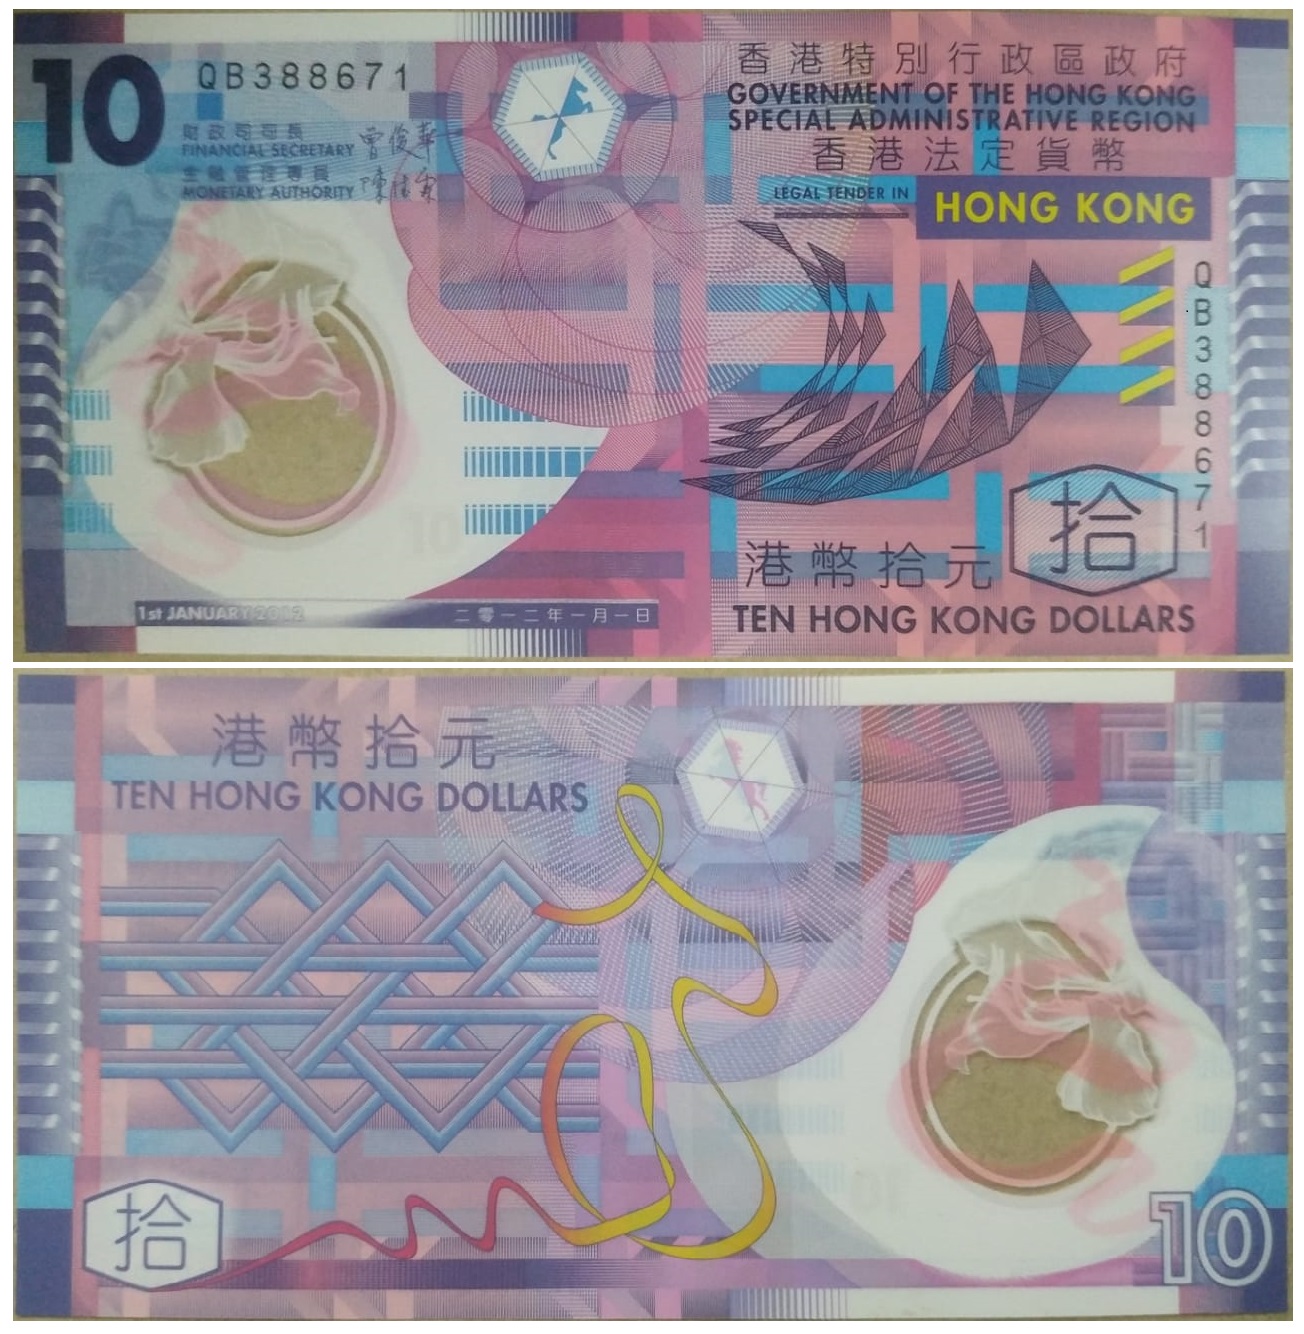 10
QB388671
財政司司長
FINANCIAL SECRETARY
曾俊華
金融管理專員
MONETARY AUTHORITY
陳德霖
香港特別行政區政府
GOVERNMENT OF THE HONG KONG
SPECIAL ADMINISTRATIVE REGION
香港法定貨幣
LEGAL TENDER IN
HONG KONG
QB388671
10
拾
港幣拾元
TEN HONG KONG DOLLARS
1st JANUARY 2012
二零一二年一月一日
港幣拾元
TEN HONG KONG DOLLARS
10
拾
10